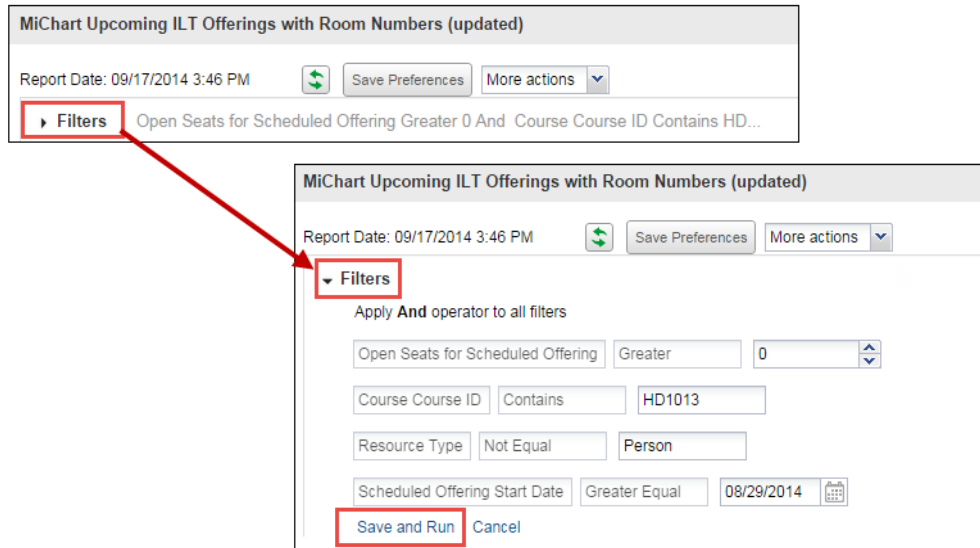 MiChart Upcoming ILT Offerings with Room Numbers (updated)
Report Date: 09/17/2014 3:46 PM Save Preferences More actions
Filters Open Seats for Scheduled Offering Greater 0 And Course Course ID Contains HD...
MiChart Upcoming ILT Offerings with Room Numbers (updated)
Report Date: 09/17/2014 3:46 PM Save Preferences More actions
Filters
Apply And operator to all filters
Open Seats for Scheduled Offering Greater 0
Course Course ID Contains HD1013
Resource Type Not Equal Person
Scheduled Offering Start Date Greater Equal 08/29/2014
Save and Run Cancel